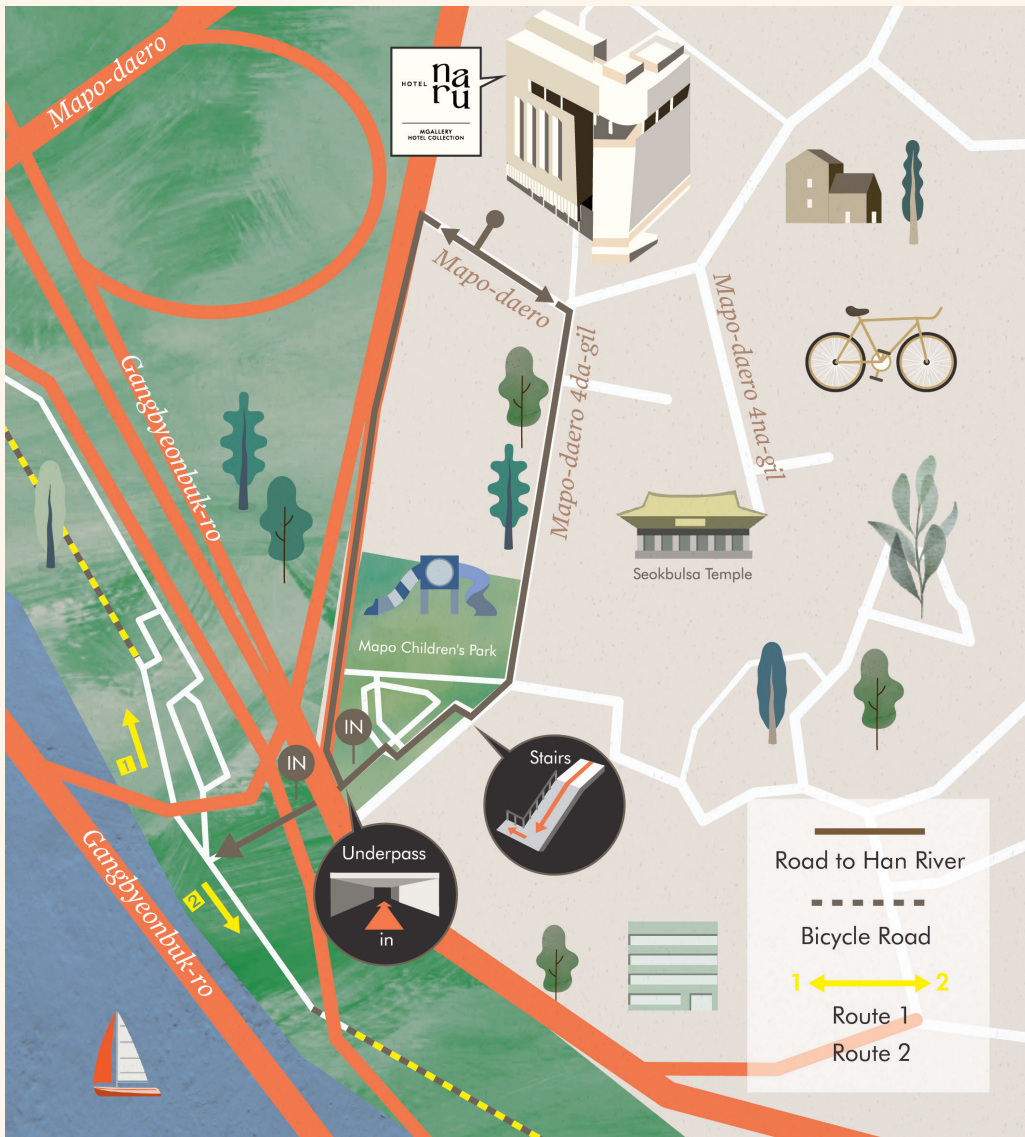 Mapo-daero
HOTEL
na
ru
MGALLERY
HOTEL COLLECTION
Mapo-daero
Mapo-daero 4da-gil
Mapo-daero 4na-gil
Gangbyeonbuk-ro
Seokbulsa Temple
Mapo Children's Park
IN
IN
1
Stairs
Underpass
in
2
Gangbyeonbuk-ro
Road to Han River
Bicycle Road
1 2
Route 1
Route 2